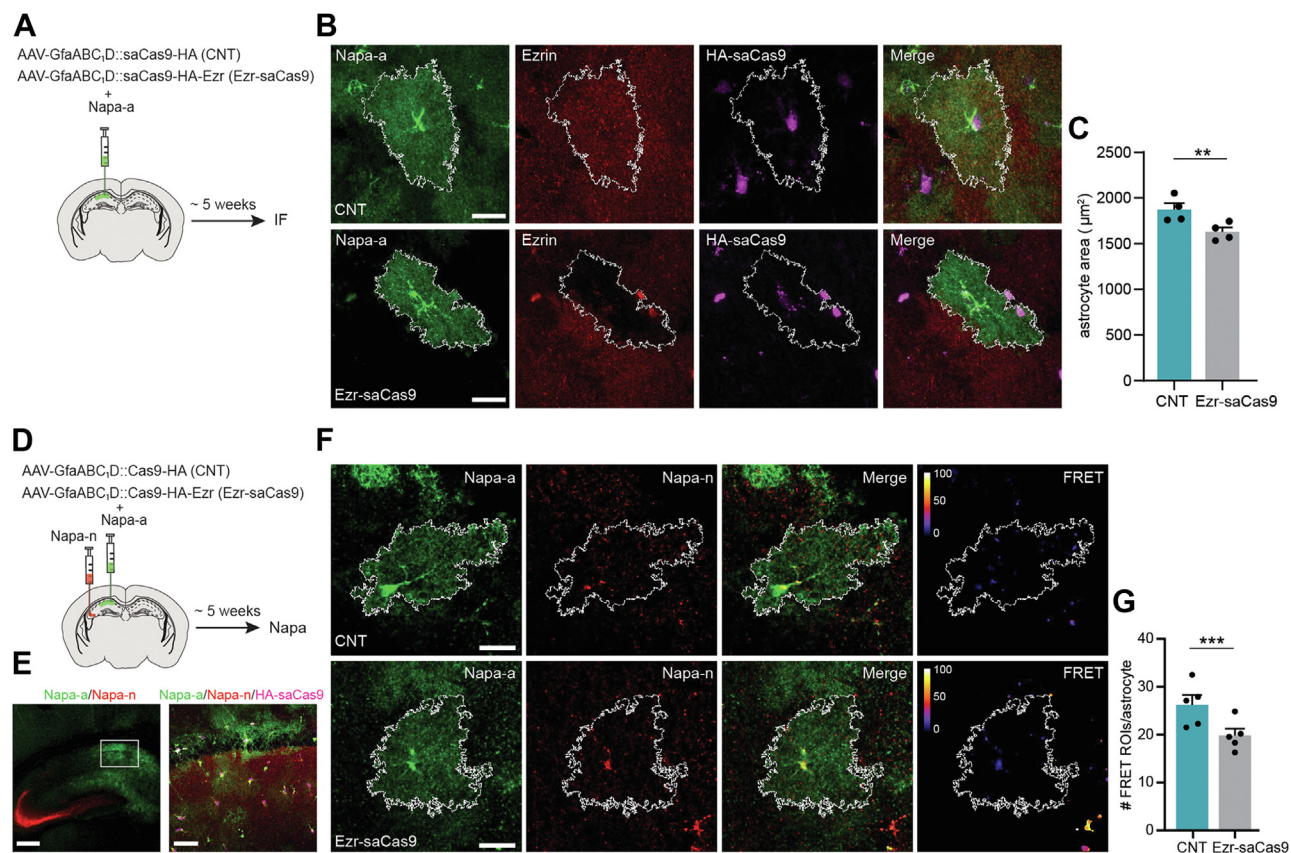 A
AAV-GfaABC₁D::saCas9-HA (CNT)
AAV-GfaABC₁D::saCas9-HA-Ezr (Ezr-saCas9)
+
Napa-a
~ 5 weeks
IF
B
Napa-a
Ezrin
HA-saCas9
Merge
CNT
Napa-a
Ezrin
HA-saCas9
Merge
Ezr-saCas9
C
**
2500
2000
1500
1000
500
0
astrocyte area ( µm²)
CNT Ezr-saCas9
D
AAV-GfaABC₁D::Cas9-HA (CNT)
AAV-GfaABC₁D::Cas9-HA-Ezr (Ezr-saCas9)
+
Napa-a
Napa-n
~ 5 weeks
Napa
E
Napa-a/Napa-n
Napa-a/Napa-n/HA-saCas9
F
Napa-a
Napa-n
Merge
FRET
100
50
0
CNT
Napa-a
Napa-n
Merge
FRET
100
50
0
Ezr-saCas9
G
***
40
30
20
10
0
# FRET ROIs/astrocyte
CNT Ezr-saCas9